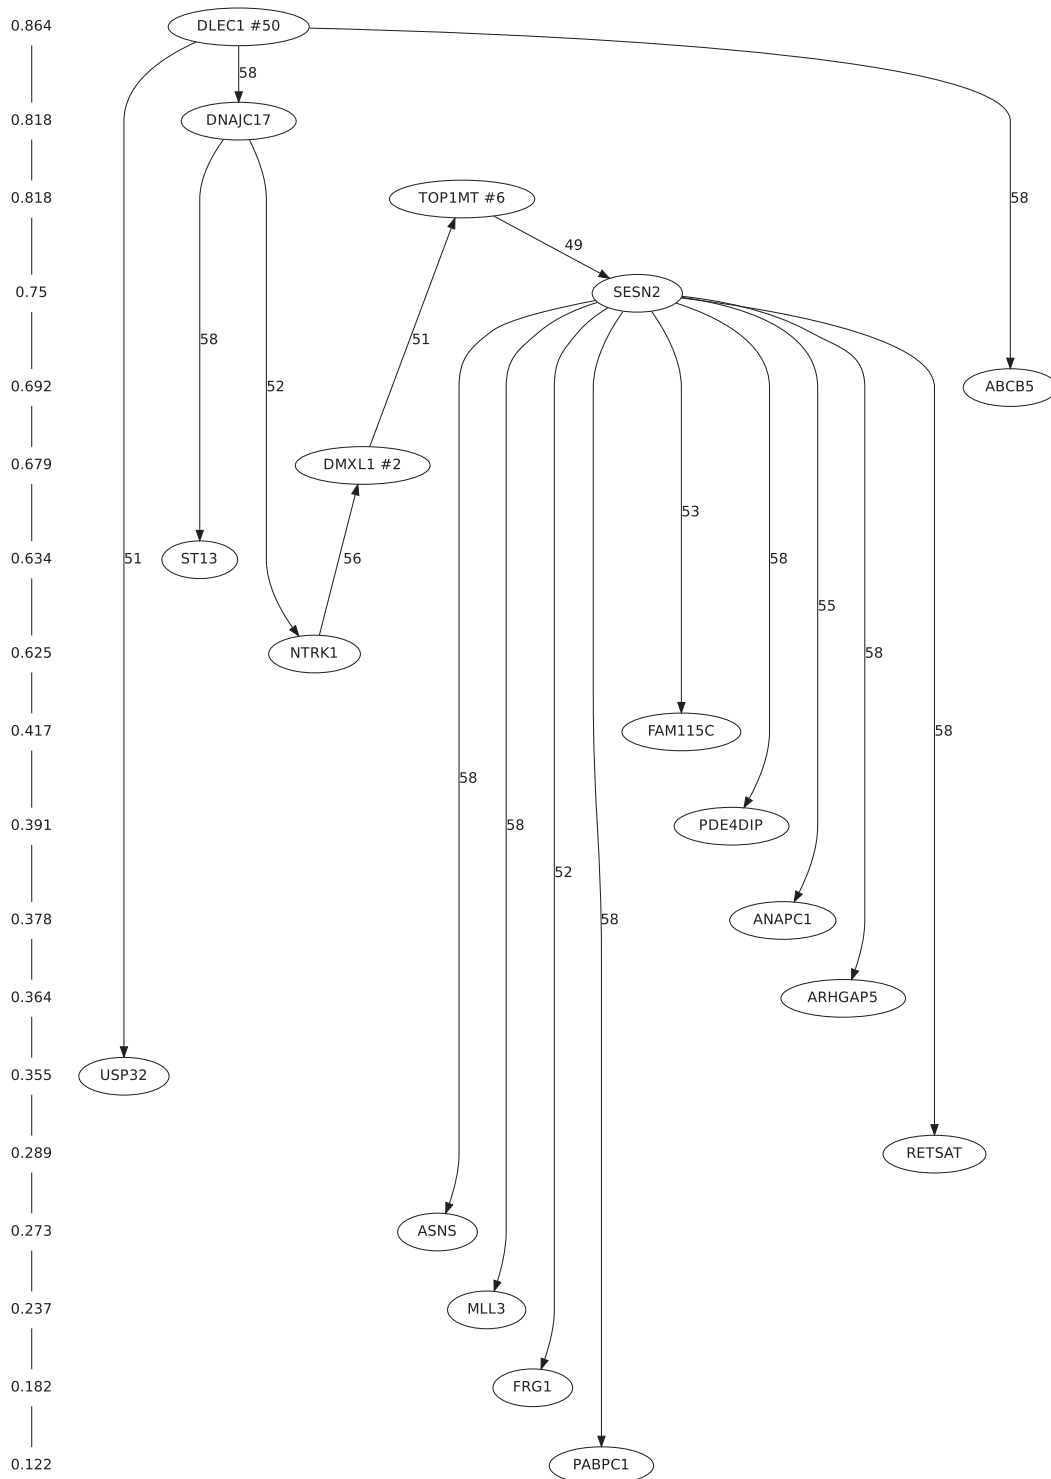 0.864
DLEC1 #50
58
0.818
DNAJC17
0.818
TOP1MT #6
58
49
0.75
SESN2
58
51
0.692
52
ABCB5
0.679
DMXL1 #2
53
0.634
51
ST13
56
58
55
0.625
NTRK1
58
0.417
FAM115C
58
58
0.391
58
PDE4DIP
52
0.378
58
ANAPC1
0.364
ARHGAP5
0.355
USP32
0.289
RETSAT
0.273
ASNS
0.237
MLL3
0.182
FRG1
0.122
PABPC1